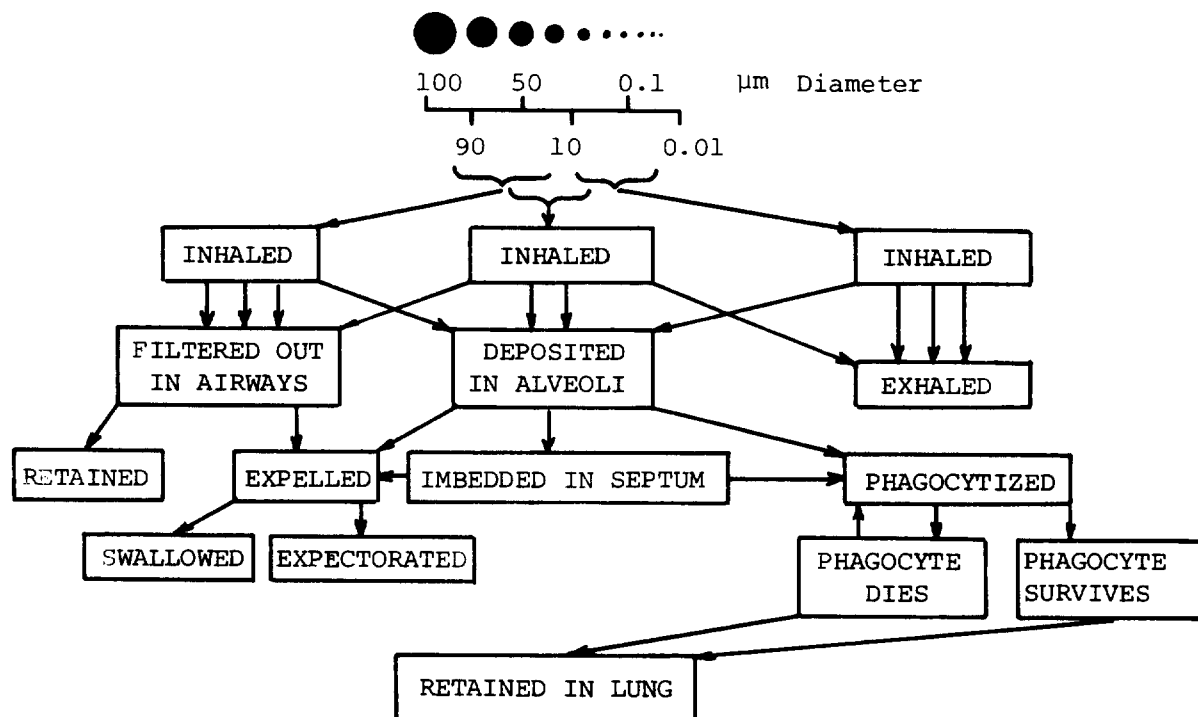 100 50 0.1 µm Diameter
90 10 0.01
INHALED INHALED INHALED
FILTERED OUT
IN AIRWAYS
DEPOSITED
IN ALVEOLI
EXHALED
RETAINED
EXPELLED
IMBEDDED IN SEPTUM
PHAGOCYTIZED
SWALLOWED
EXPECTORATED
PHAGOCYTE
DIES
PHAGOCYTE
SURVIVES
RETAINED IN LUNG